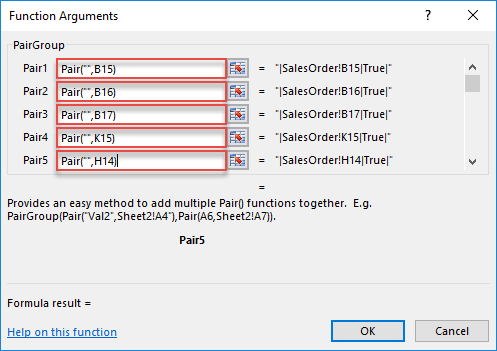 Function Arguments
PairGroup
Pair1 Pair("",B15) = "|SalesOrder!B15|True|"
Pair2 Pair("",B16) = "|SalesOrder!B16|True|"
Pair3 Pair("",B17) = "|SalesOrder!B17|True|"
Pair4 Pair("",K15) = "|SalesOrder!K15|True|"
Pair5 Pair("",H14) = "|SalesOrder!H14|True|"
=
Provides an easy method to add multiple Pair() functions together. E.g.
PairGroup(Pair("Val2",Sheet2!A4"),Pair(A6,Sheet2!A7)).
Pair5
Formula result =
Help on this function
OK
Cancel